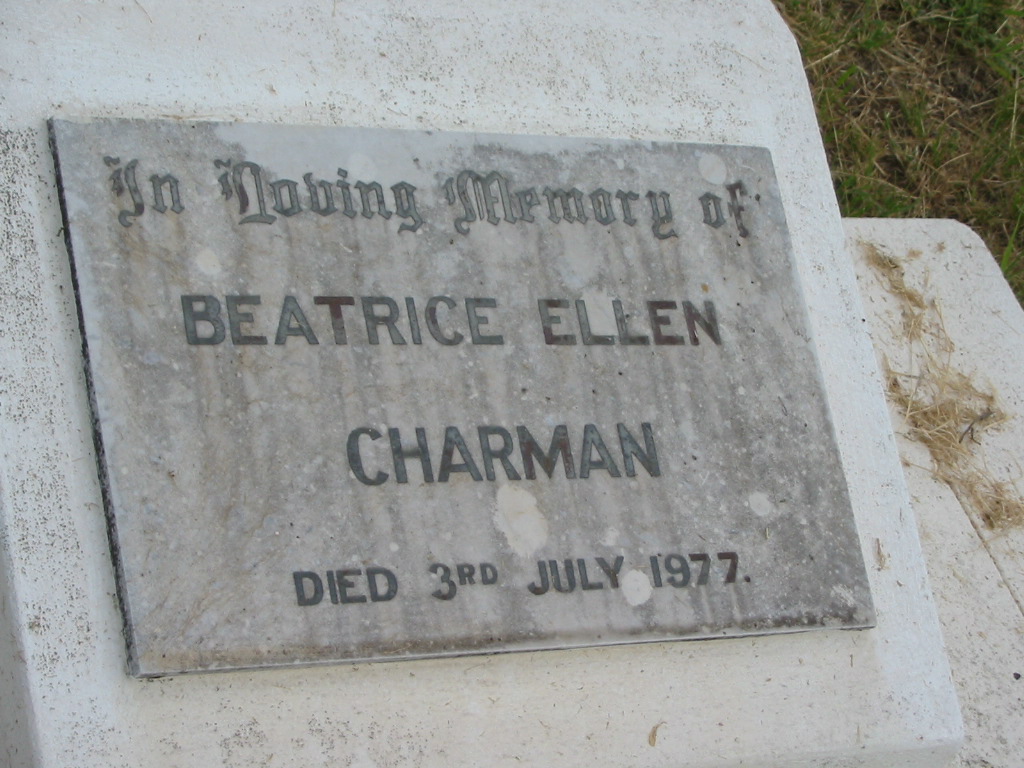 In Loving Memory of
BEATRICE ELLEN
CHARMAN
DIED 3RD JULY 1977.